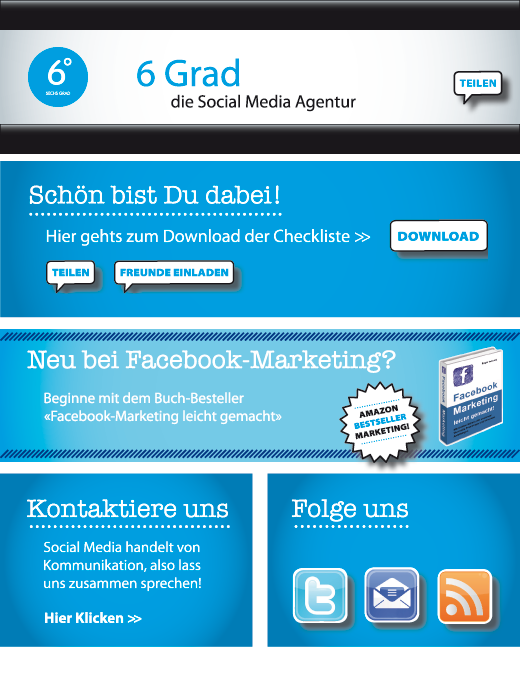 6°
SECHS GRAD
6 Grad
die Social Media Agentur
TEILEN
Schön bist Du dabei!
Hier gehts zum Download der Checkliste >>
DOWNLOAD
TEILEN
FREUNDE EINLADEN
Neu bei Facebook-Marketing?
Beginne mit dem Buch-Besteller
«Facebook-Marketing leicht gemacht»
AMAZON
BESTSELLER
MARKETING!
f
Facebook
Marketing
leicht gemacht!
Kontaktiere uns
Social Media handelt von
Kommunikation, also lass
uns zusammen sprechen!
Hier Klicken >>
Folge uns
t